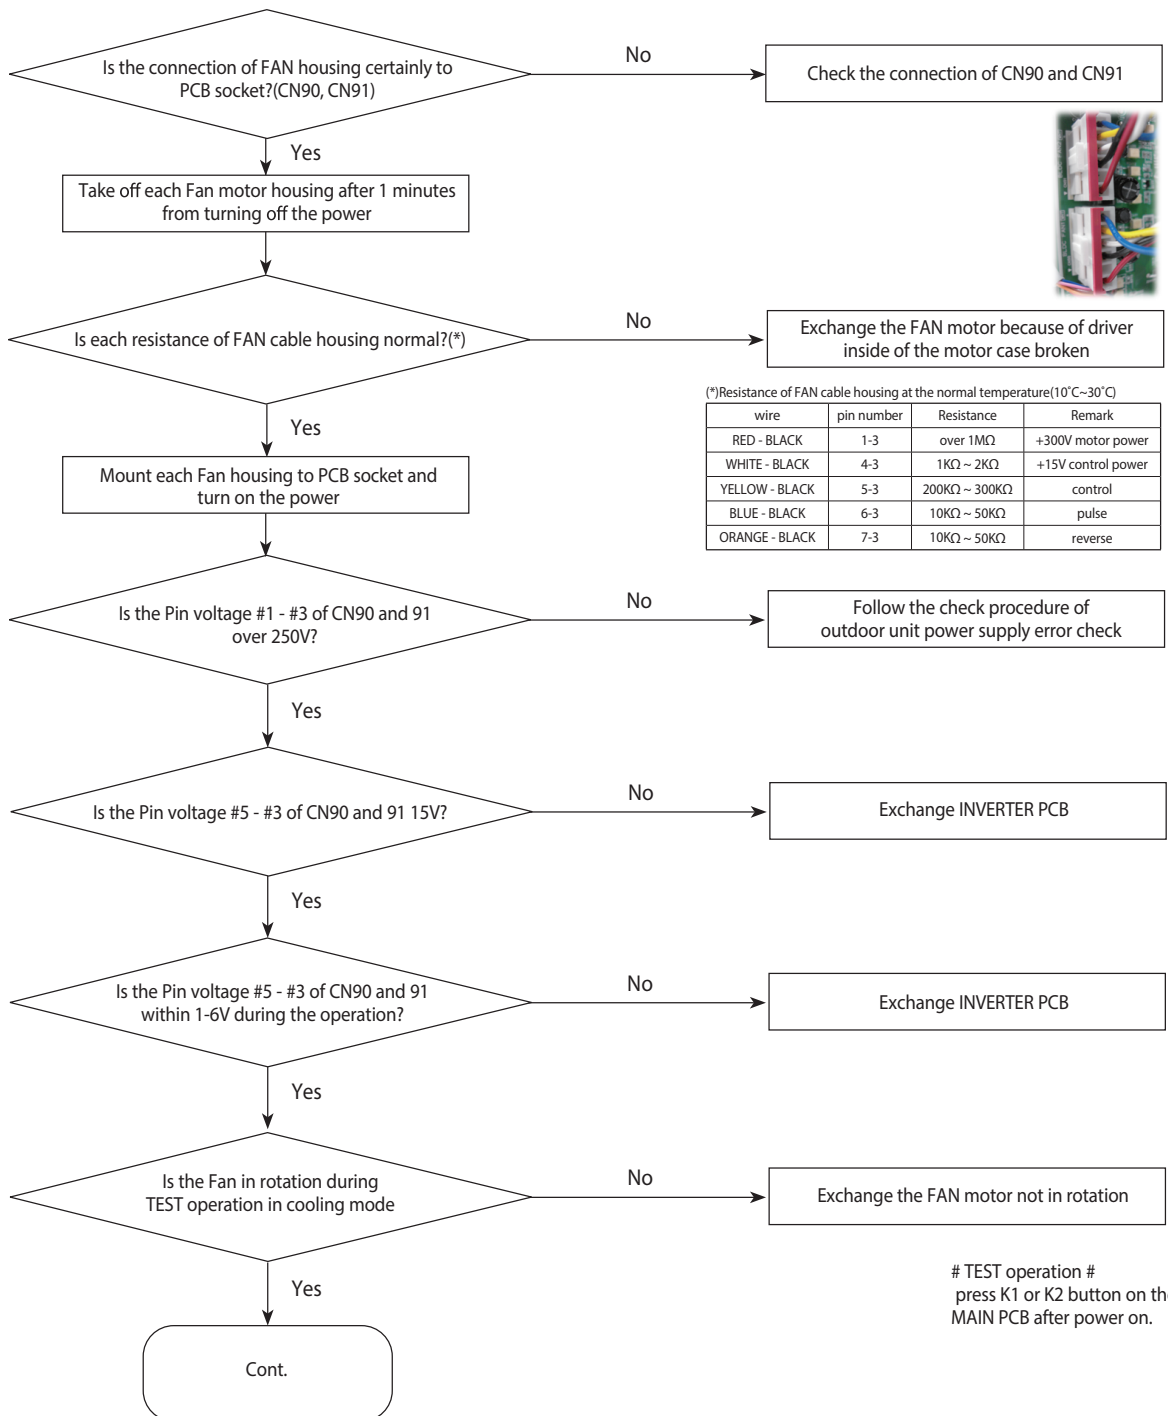 Is the connection of FAN housing certainly to
PCB socket?(CN90, CN91)
No
Check the connection of CN90 and CN91
Yes
Take off each Fan motor housing after 1 minutes
from turning off the power
Is each resistance of FAN cable housing normal?(*)
No
Exchange the FAN motor because of driver
inside of the motor case broken
(*)Resistance of FAN cable housing at the normal temperature(10˚C~30˚C)
wire pin number Resistance Remark
RED - BLACK 1-3 over 1MΩ +300V motor power
WHITE - BLACK 4-3 1KΩ ~ 2KΩ +15V control power
YELLOW - BLACK 5-3 200KΩ ~ 300KΩ control
BLUE - BLACK 6-3 10KΩ ~ 50KΩ pulse
ORANGE - BLACK 7-3 10KΩ ~ 50KΩ reverse
Yes
Mount each Fan housing to PCB socket and
turn on the power
Is the Pin voltage #1 - #3 of CN90 and 91
over 250V?
No
Follow the check procedure of
outdoor unit power supply error check
Yes
Is the Pin voltage #5 - #3 of CN90 and 91 15V?
No
Exchange INVERTER PCB
Yes
Is the Pin voltage #5 - #3 of CN90 and 91
within 1-6V during the operation?
No
Exchange INVERTER PCB
Yes
Is the Fan in rotation during
TEST operation in cooling mode
No
Exchange the FAN motor not in rotation
Yes
# TEST operation #
press K1 or K2 button on the
MAIN PCB after power on.
Cont.